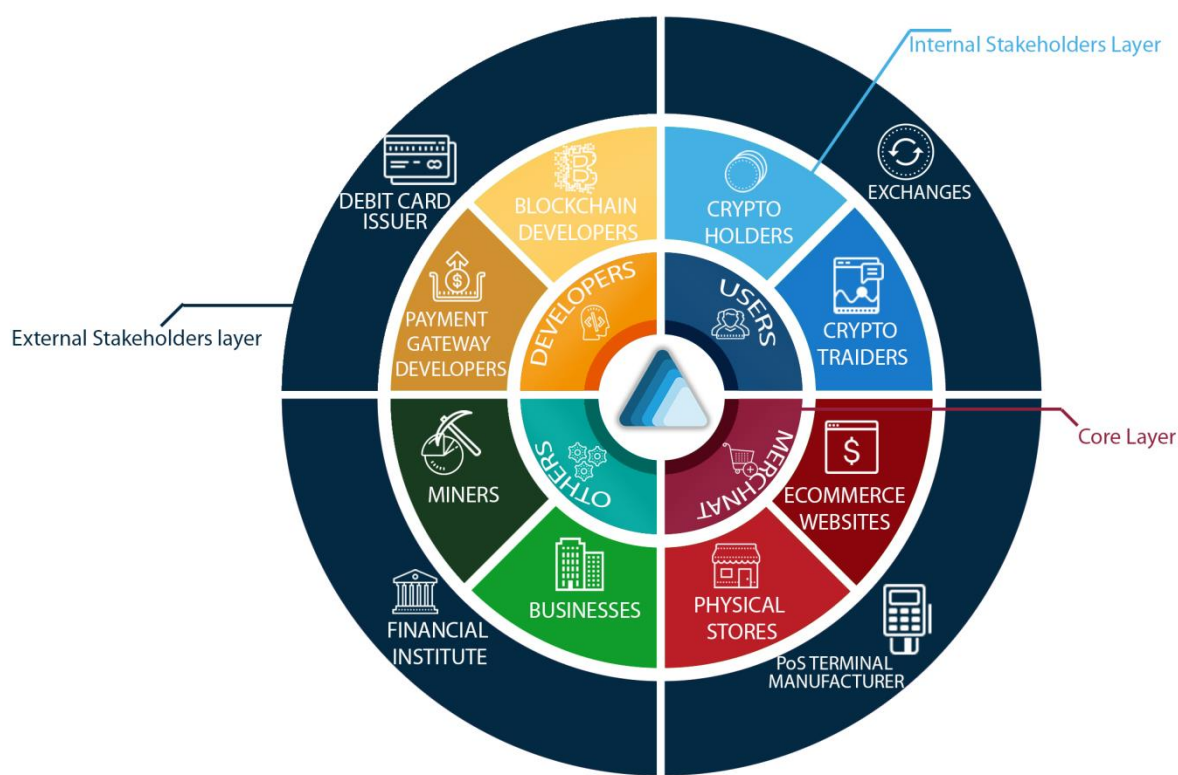 Internal Stakeholders Layer
DEBIT CARD
ISSUER
BLOCKCHAIN
DEVELOPERS
CRYPTO
HOLDERS
EXCHANGES
PAYMENT
GATEWAY
DEVELOPERS
DEVELOPERS
USERS
CRYPTO
TRAIDERS
External Stakeholders layer
Core Layer
MINERS
OTHERS
MERCHNAT
$
ECOMMERCE
WEBSITES
BUSINESSES
PHYSICAL
STORES
FINANCIAL
INSTITUTE
PoS TERMINAL
MANUFACTURER